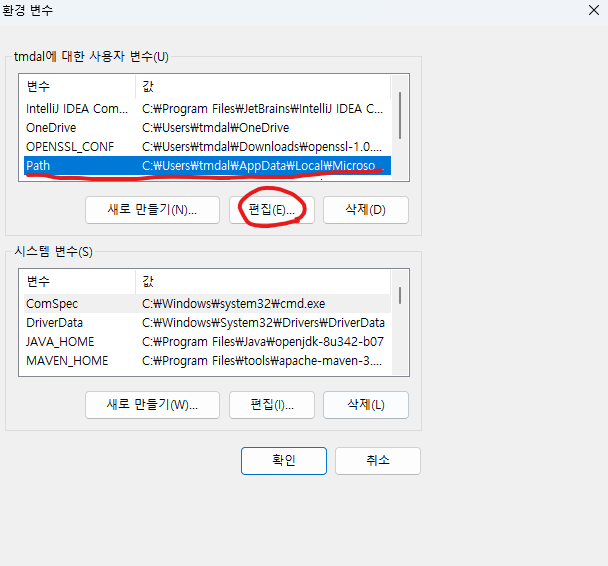 환경 변수
tmdal에 대한 사용자 변수(U)
변수 값
IntelliJ IDEA Com... C:₩Program Files₩JetBrains₩IntelliJ IDEA C...
OneDrive C:₩Users₩tmdal₩OneDrive
OPENSSL_CONF C:₩Users₩tmdal₩Downloads₩openssl-1.0....
Path C:₩Users₩tmdal₩AppData₩Local₩Microso...
새로 만들기(N)... 편집(E)... 삭제(D)
시스템 변수(S)
변수 값
ComSpec C:₩Windows₩system32₩cmd.exe
DriverData C:₩Windows₩System32₩Drivers₩DriverData
JAVA_HOME C:₩Program Files₩Java₩openjdk-8u342-b07
MAVEN_HOME C:₩Program Files₩tools₩apache-maven-3....
새로 만들기(W)... 편집(I)... 삭제(L)
확인 취소